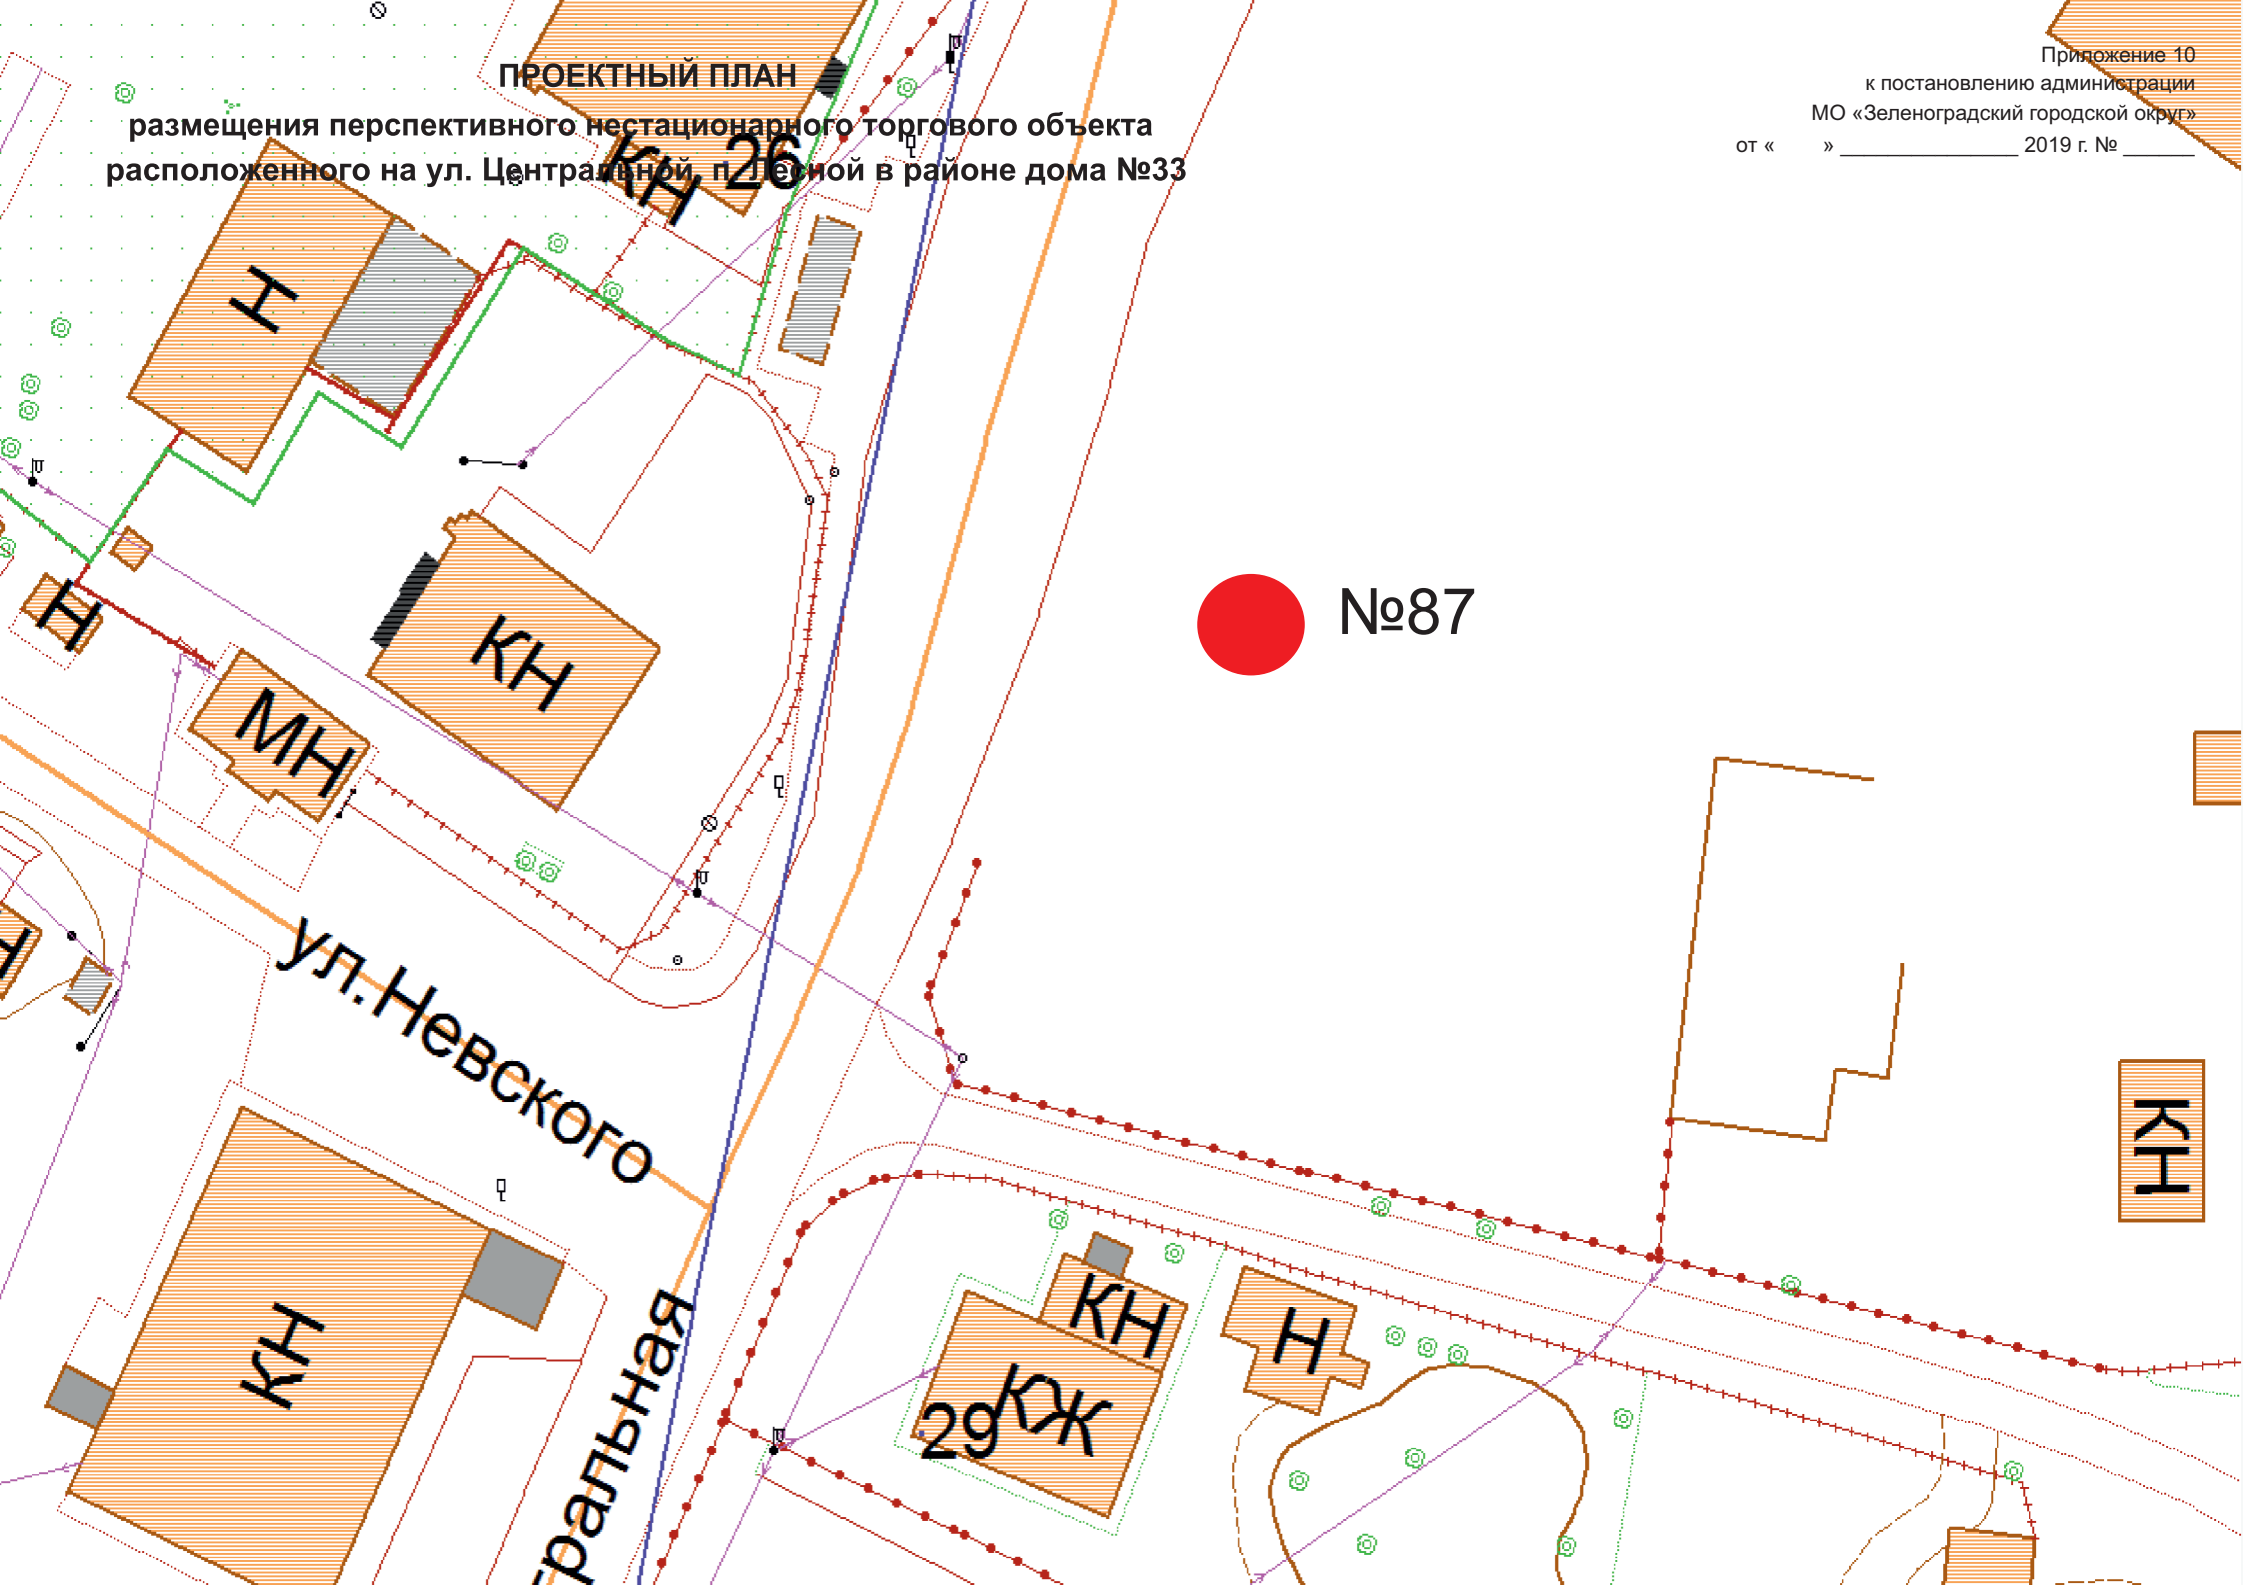 ПРОЕКТНЫЙ ПЛАН
размещения перспективного нестационарного торгового объекта
расположенного на ул. Центральной, п. Лесной в районе дома №33
Приложение 10
к постановлению администрации
МО «Зеленоградский городской округ»
от « » _______________ 2019 г. № ______
КН
26
Н
№87
Н
КН
МН
Н
ул.Невского
КН
КН
КН
Н
КЖ
29
тральная